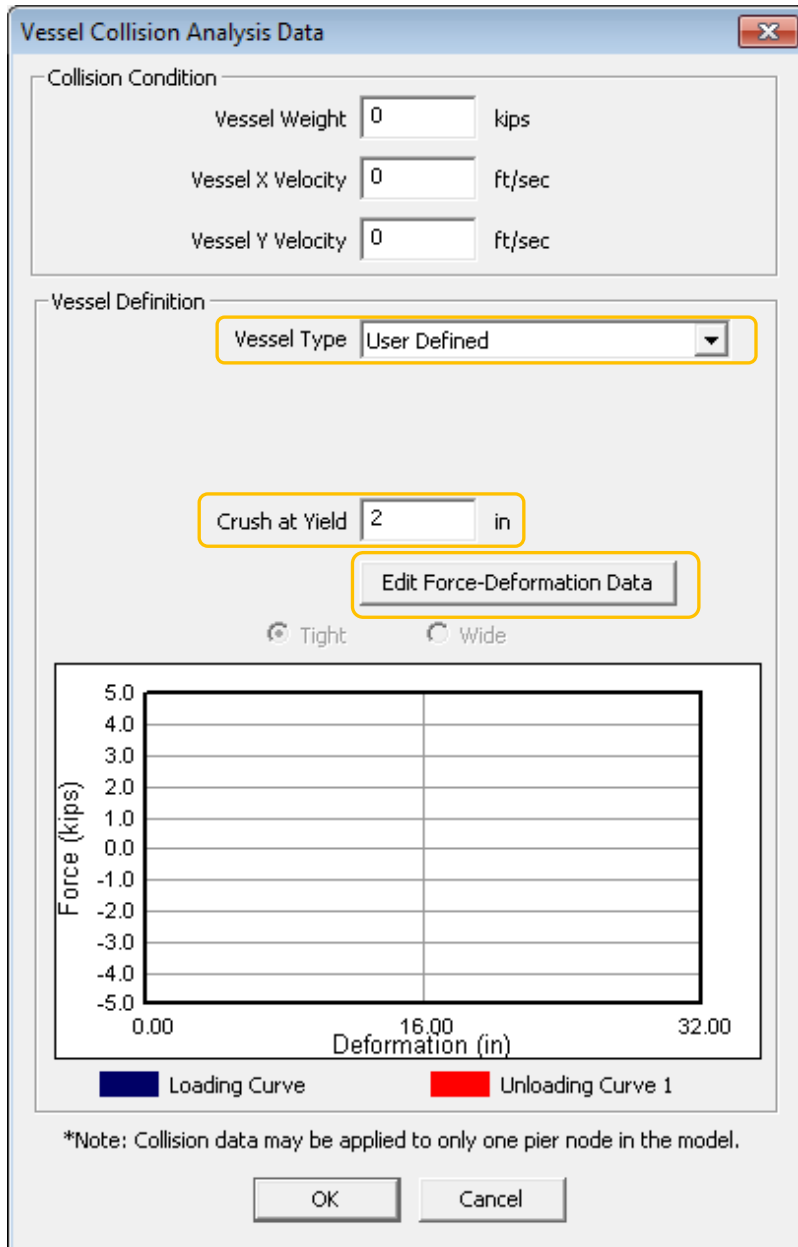 Vessel Collision Analysis Data
Collision Condition
Vessel Weight 0 kips
Vessel X Velocity 0 ft/sec
Vessel Y Velocity 0 ft/sec
Vessel Definition
Vessel Type User Defined
Crush at Yield 2 in
Edit Force-Deformation Data
Tight Wide
5.0
4.0
3.0
2.0
1.0
0.0
-1.0
-2.0
-3.0
-4.0
-5.0
Force (kips)
0.00 16.00 32.00
Deformation (in)
Loading Curve Unloading Curve 1
*Note: Collision data may be applied to only one pier node in the model.
OK Cancel